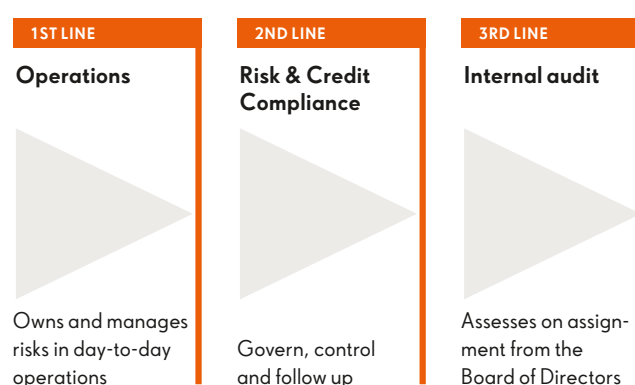 1ST LINE
Operations
Owns and manages
risks in day-to-day
operations
2ND LINE
Risk & Credit
Compliance
Govern, control
and follow up
3RD LINE
Internal audit
Assesses on assign-
ment from the
Board of Directors